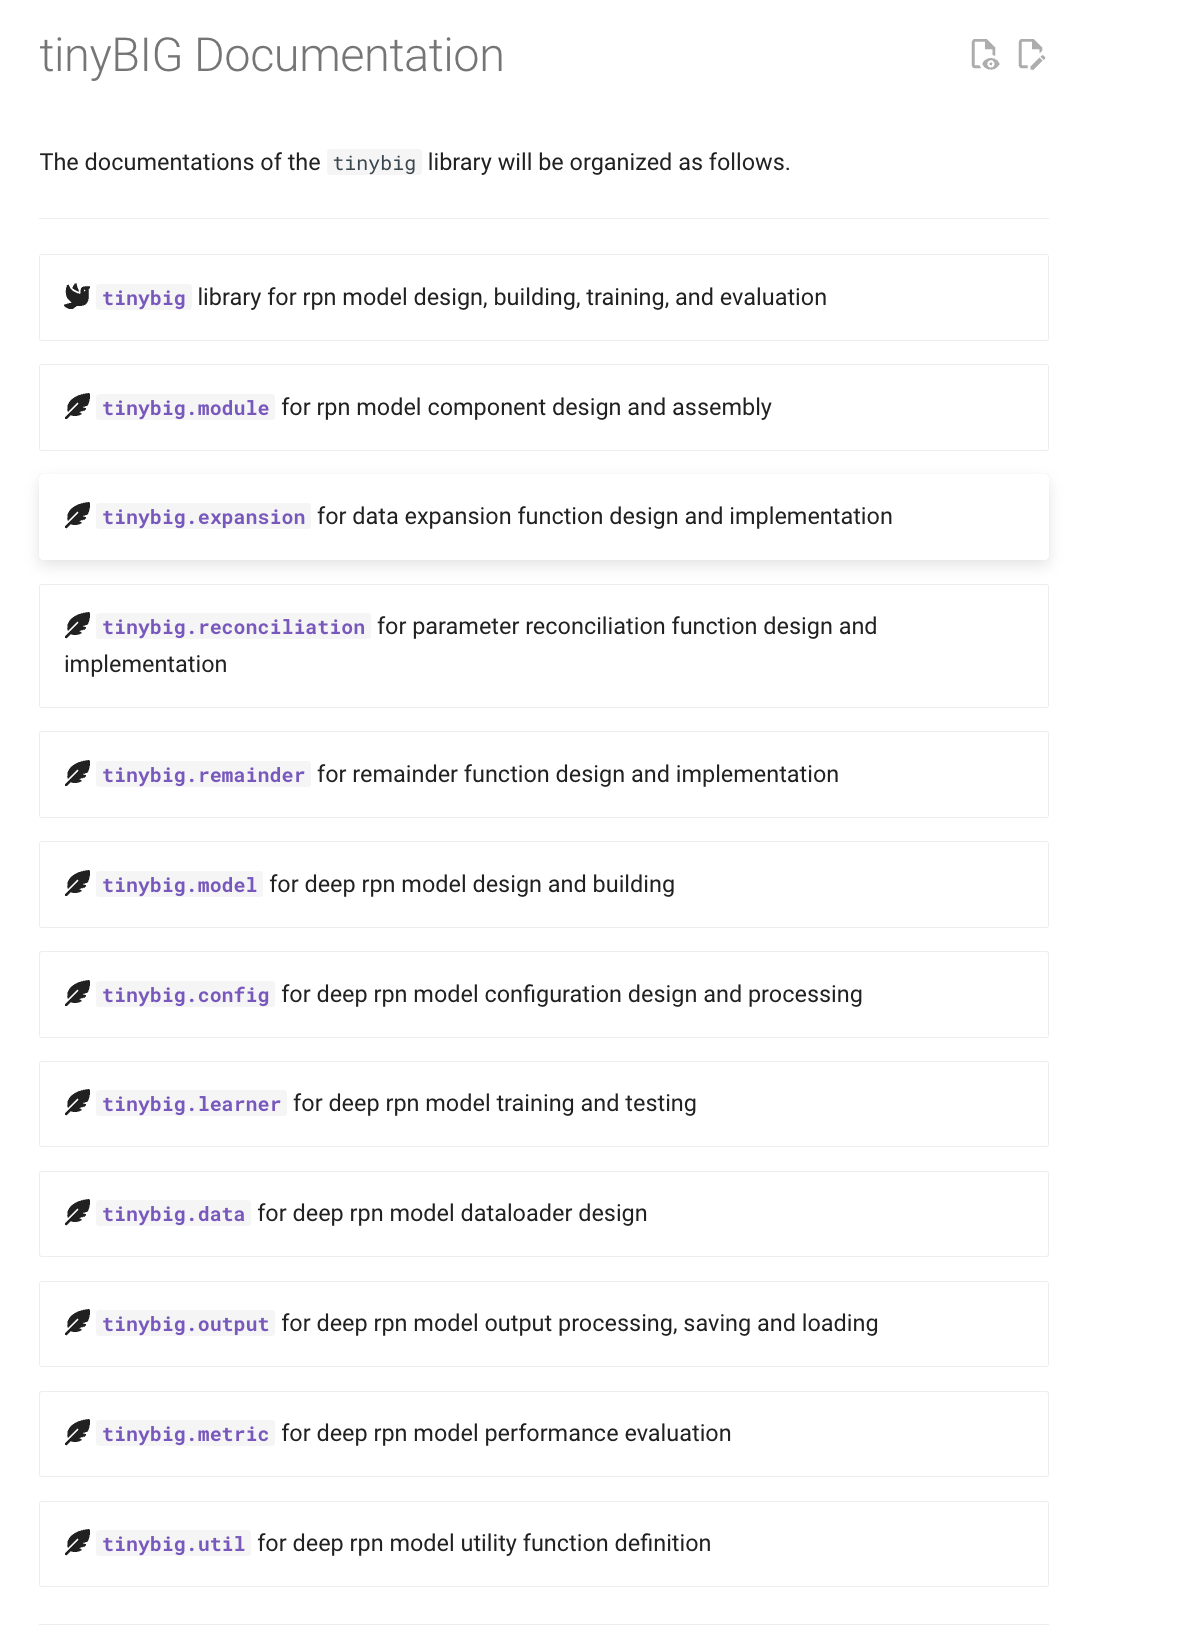 tinyBIG Documentation
The documentations of the tinybig library will be organized as follows.
tinybig library for rpn model design, building, training, and evaluation
tinybig.module for rpn model component design and assembly
tinybig.expansion for data expansion function design and implementation
tinybig.reconciliation for parameter reconciliation function design and
implementation
tinybig.remainder for remainder function design and implementation
tinybig.model for deep rpn model design and building
tinybig.config for deep rpn model configuration design and processing
tinybig.learner for deep rpn model training and testing
tinybig.data for deep rpn model dataloader design
tinybig.output for deep rpn model output processing, saving and loading
tinybig.metric for deep rpn model performance evaluation
tinybig.util for deep rpn model utility function definition